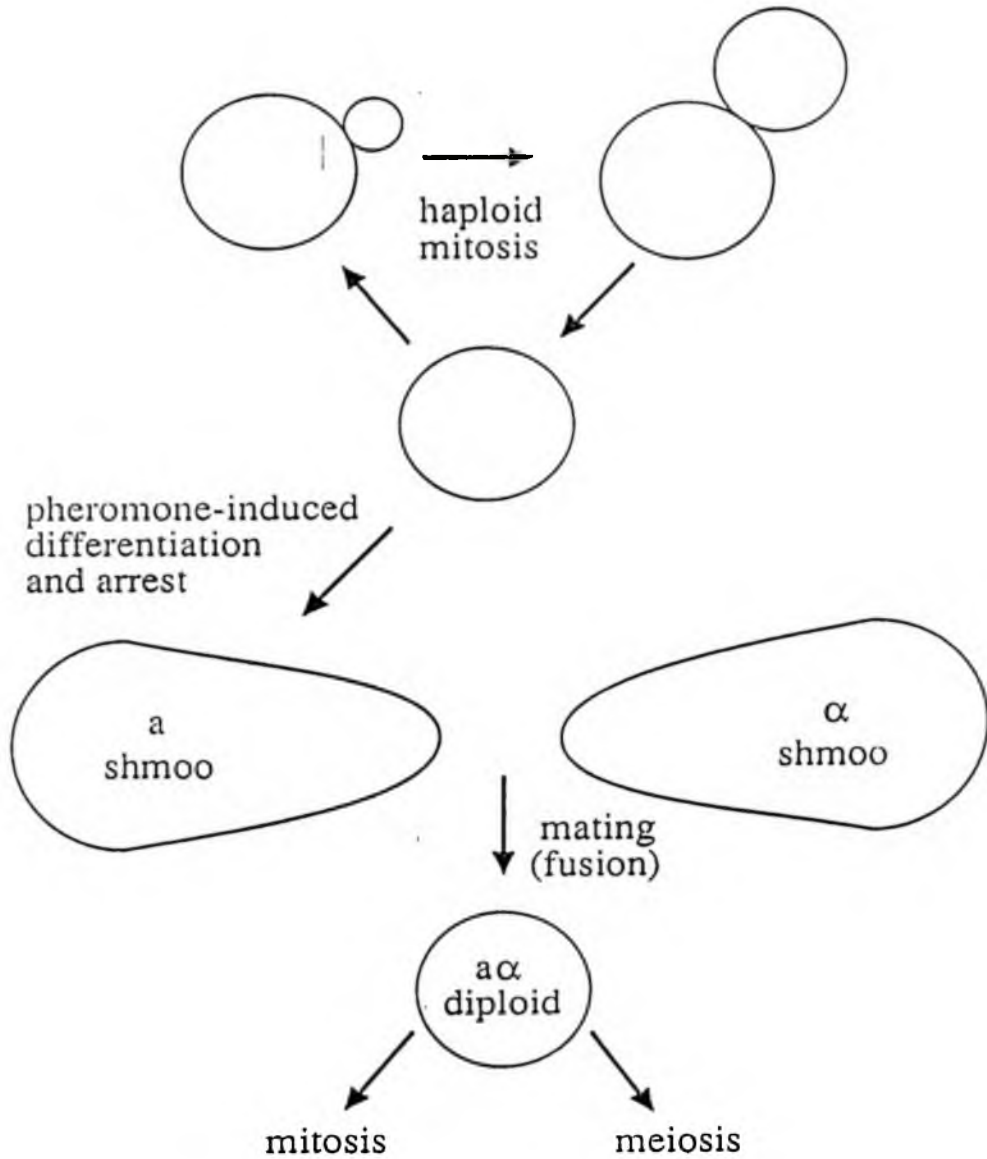 haploid
mitosis
pheromone-induced
differentiation
and arrest
a
shmoo
α
shmoo
mating
(fusion)
aα
diploid
mitosis
meiosis